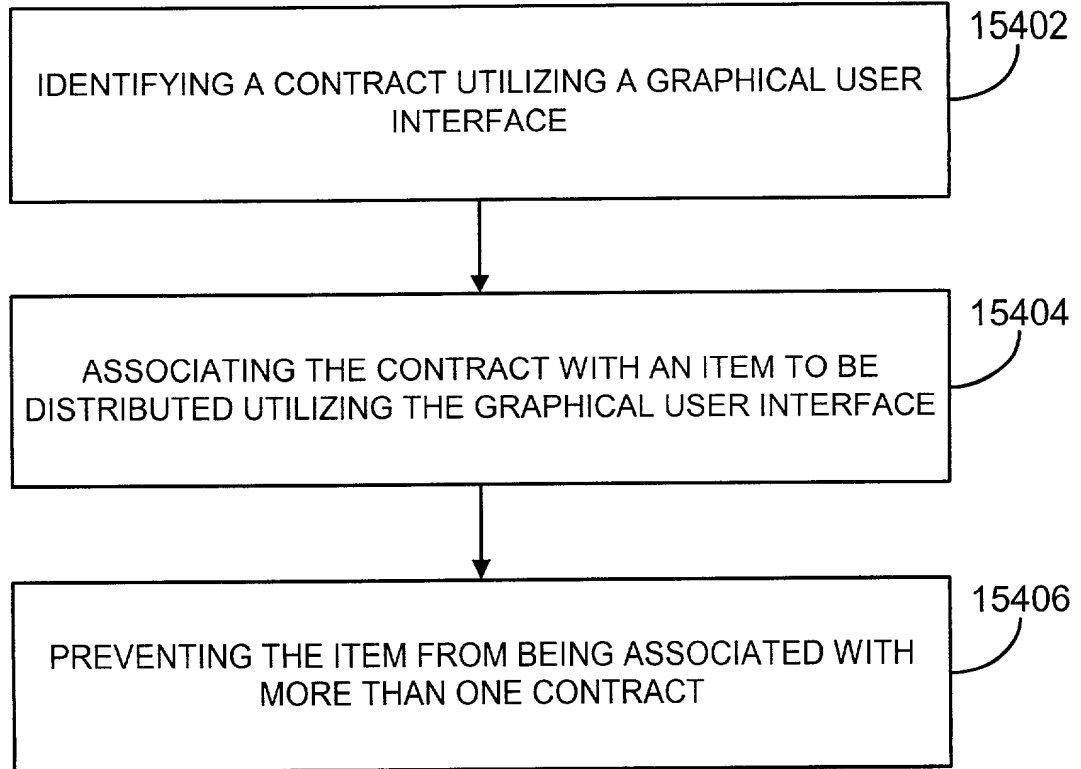 15402
IDENTIFYING A CONTRACT UTILIZING A GRAPHICAL USER
INTERFACE
15404
ASSOCIATING THE CONTRACT WITH AN ITEM TO BE
DISTRIBUTED UTILIZING THE GRAPHICAL USER INTERFACE
15406
PREVENTING THE ITEM FROM BEING ASSOCIATED WITH
MORE THAN ONE CONTRACT